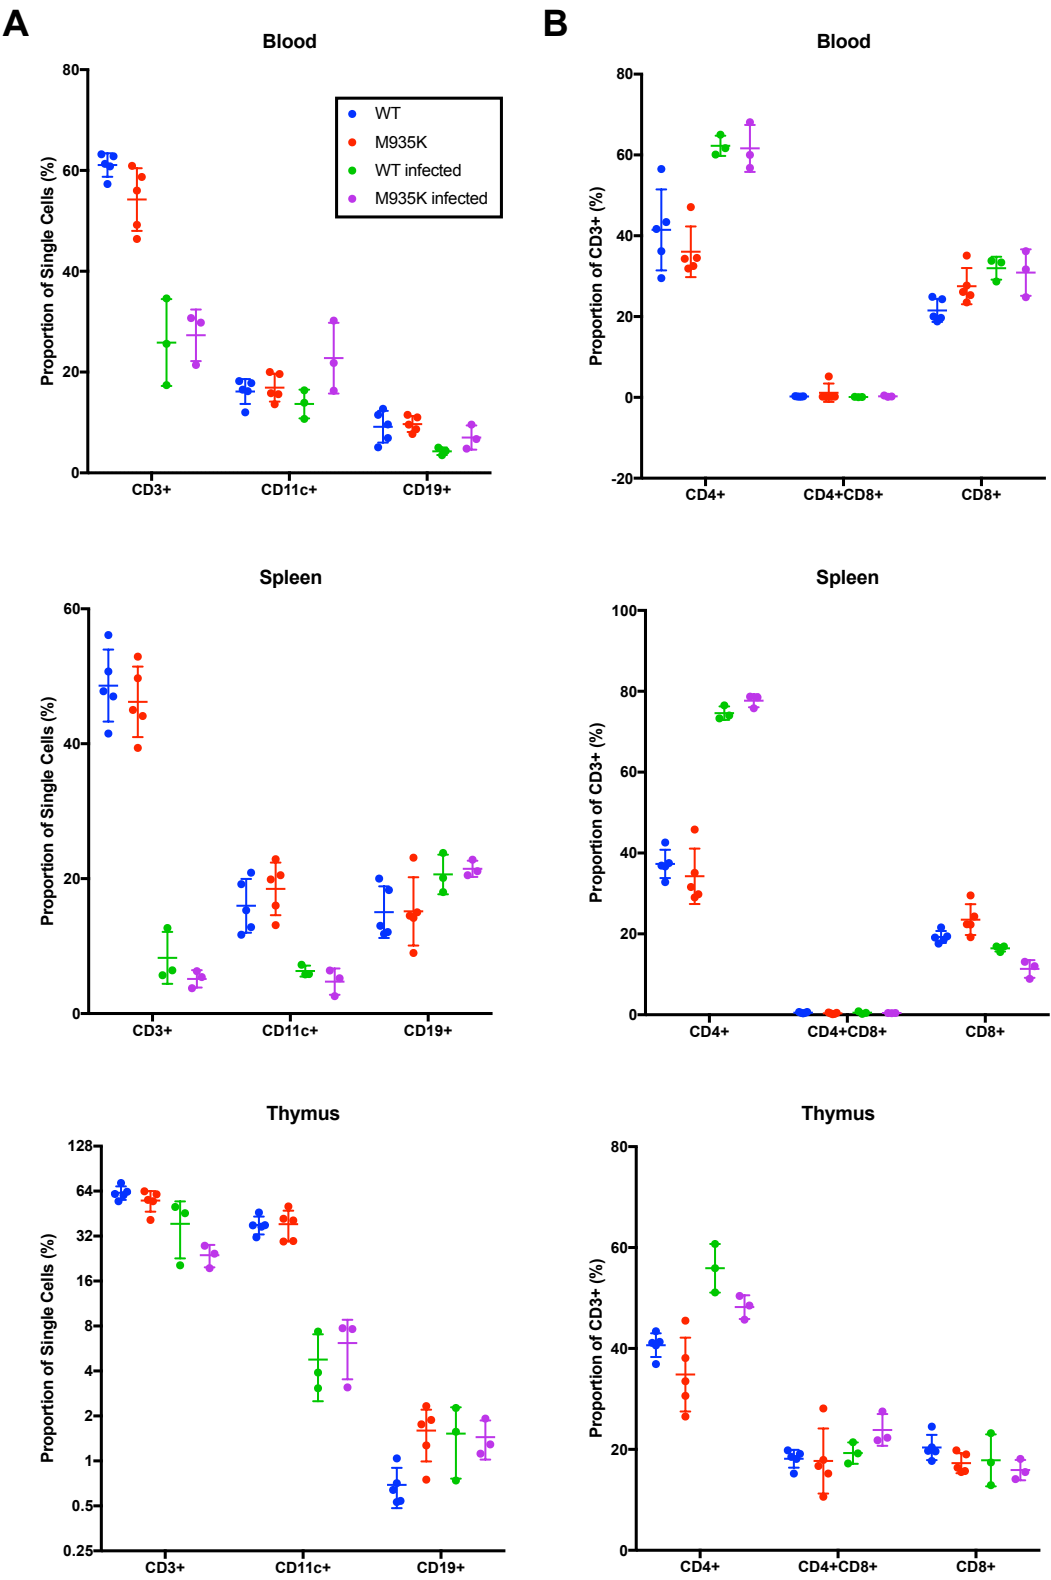 A
B
Blood
80
60
40
20
0
Proportion of Single Cells (%)
WT
M935K
WT infected
M935K infected
CD3+ CD11c+ CD19+
Blood
80
60
40
20
0
-20
Proportion of CD3+ (%)
CD4+ CD4+CD8+ CD8+
Spleen
60
40
20
0
Proportion of Single Cells (%)
CD3+ CD11c+ CD19+
Spleen
100
80
60
40
20
0
Proportion of CD3+ (%)
CD4+ CD4+CD8+ CD8+
Thymus
128
64
32
16
8
4
2
1
0.5
0.25
Proportion of Single Cells (%)
CD3+ CD11c+ CD19+
Thymus
80
60
40
20
0
Proportion of CD3+ (%)
CD4+ CD4+CD8+ CD8+